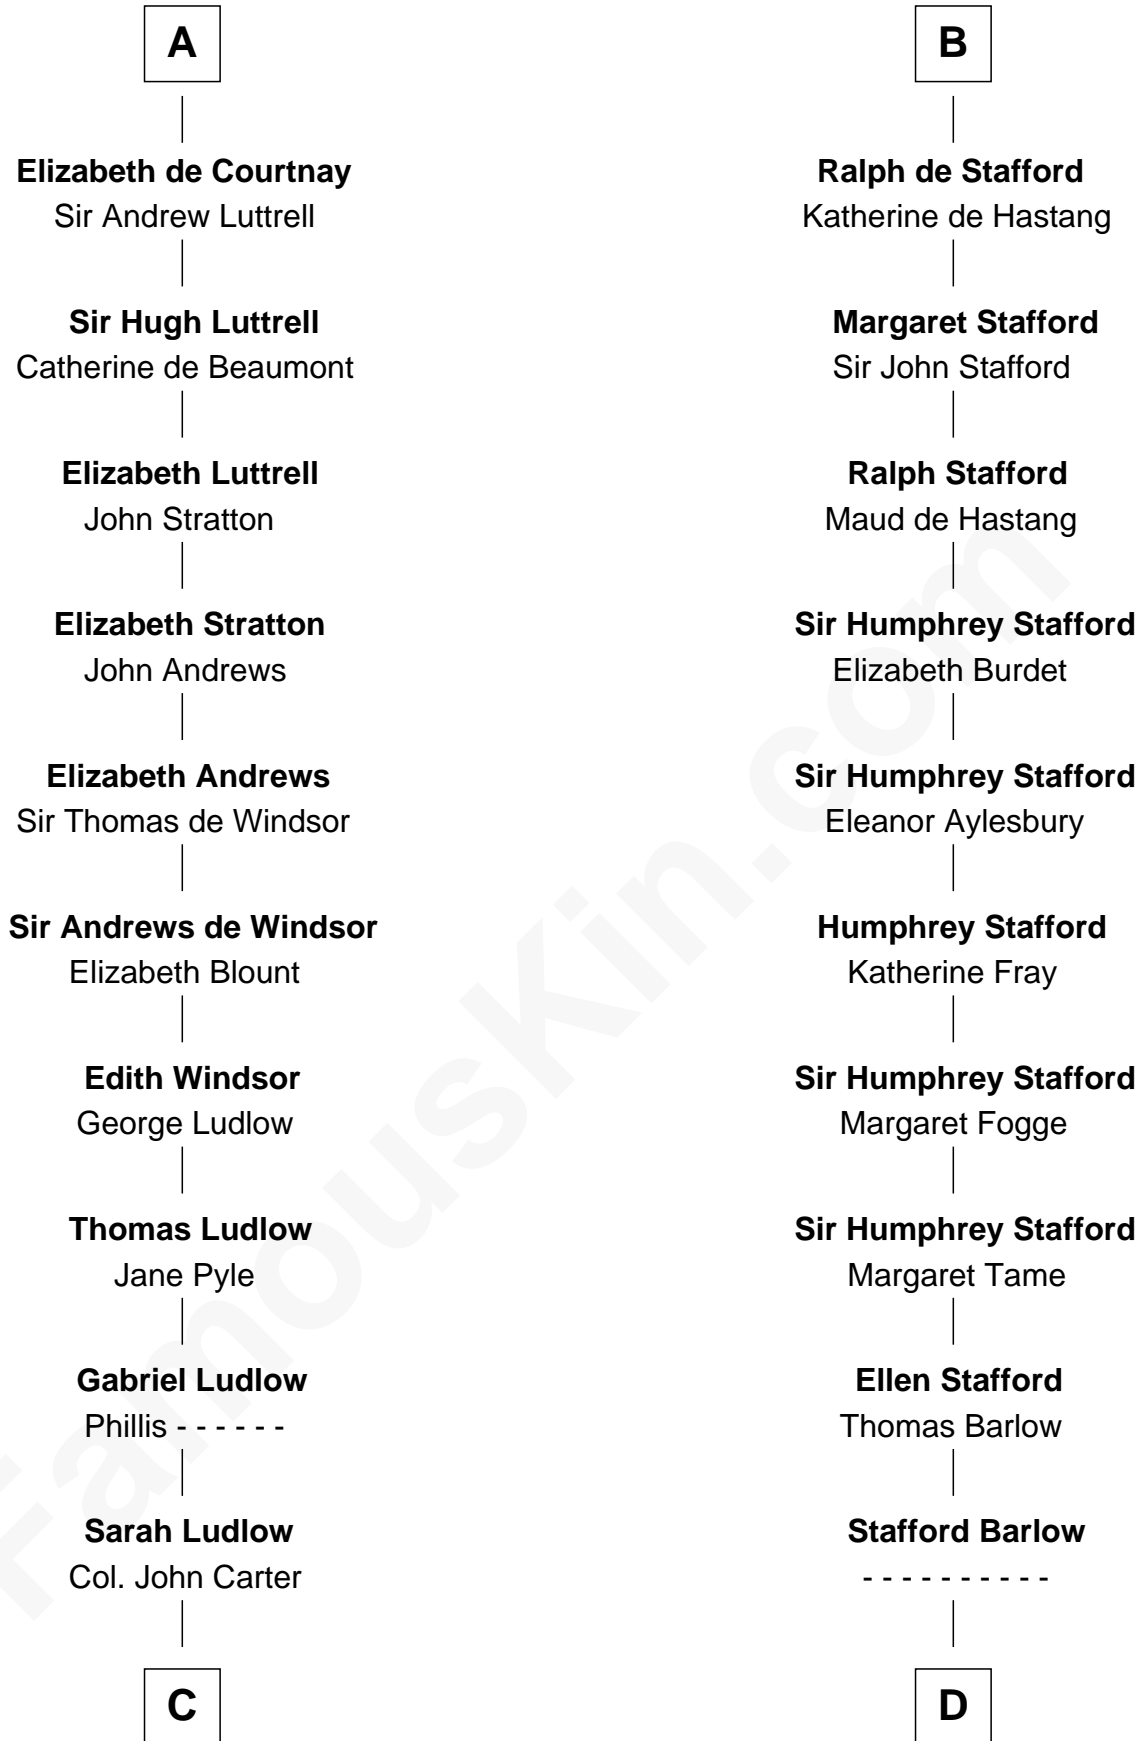 A
Elizabeth de Courtnay
Sir Andrew Luttrell
Sir Hugh Luttrell
Catherine de Beaumont
Elizabeth Luttrell
John Stratton
Elizabeth Stratton
John Andrews
Elizabeth Andrews
Sir Thomas de Windsor
Sir Andrews de Windsor
Elizabeth Blount
Edith Windsor
George Ludlow
Thomas Ludlow
Jane Pyle
Gabriel Ludlow
Phillis - - - - - -
Sarah Ludlow
Col. John Carter
C
B
Ralph de Stafford
Katherine de Hastang
Margaret Stafford
Sir John Stafford
Ralph Stafford
Maud de Hastang
Sir Humphrey Stafford
Elizabeth Burdet
Sir Humphrey Stafford
Eleanor Aylesbury
Humphrey Stafford
Katherine Fray
Sir Humphrey Stafford
Margaret Fogge
Sir Humphrey Stafford
Margaret Tame
Ellen Stafford
Thomas Barlow
Stafford Barlow
- - - - - - - - - -
D
FamousKin.com